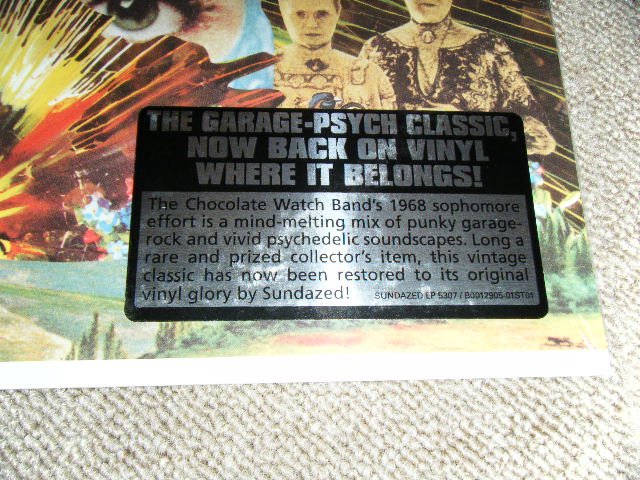 THE GARAGE-PSYCH CLASSIC,
NOW BACK ON VINYL
WHERE IT BELONGS!
The Chocolate Watch Band's 1968 sophomore
effort is a mind-melting mix of punky garage-
rock and vivid psychedelic soundscapes. Long a
rare and prized collector's item, this vintage
classic has now been restored to its original
vinyl glory by Sundazed! SUNDAZED LP 5307 / B0012905-01ST01